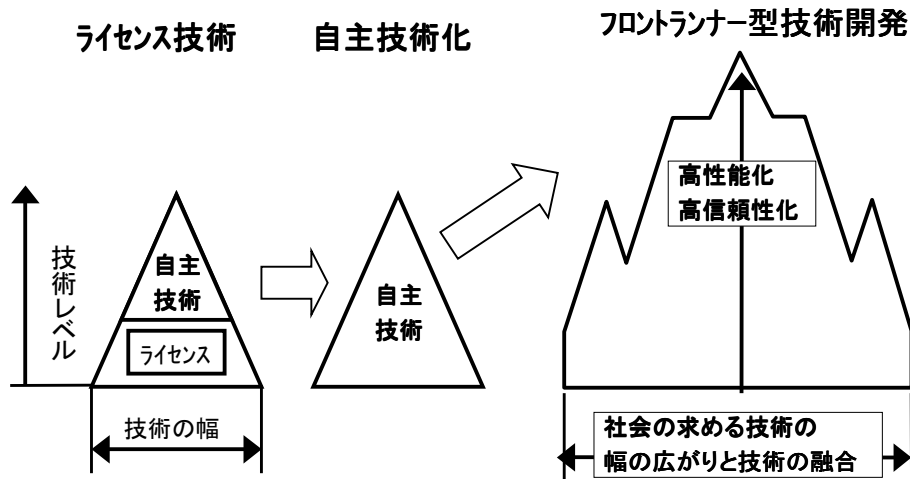 ライセンス技術
自主技術化
フロントランナー型技術開発
技術レベル
自主
技術
ライセンス
技術の幅
自主
技術
高性能化
高信頼性化
社会の求める技術の
幅の広がりと技術の融合